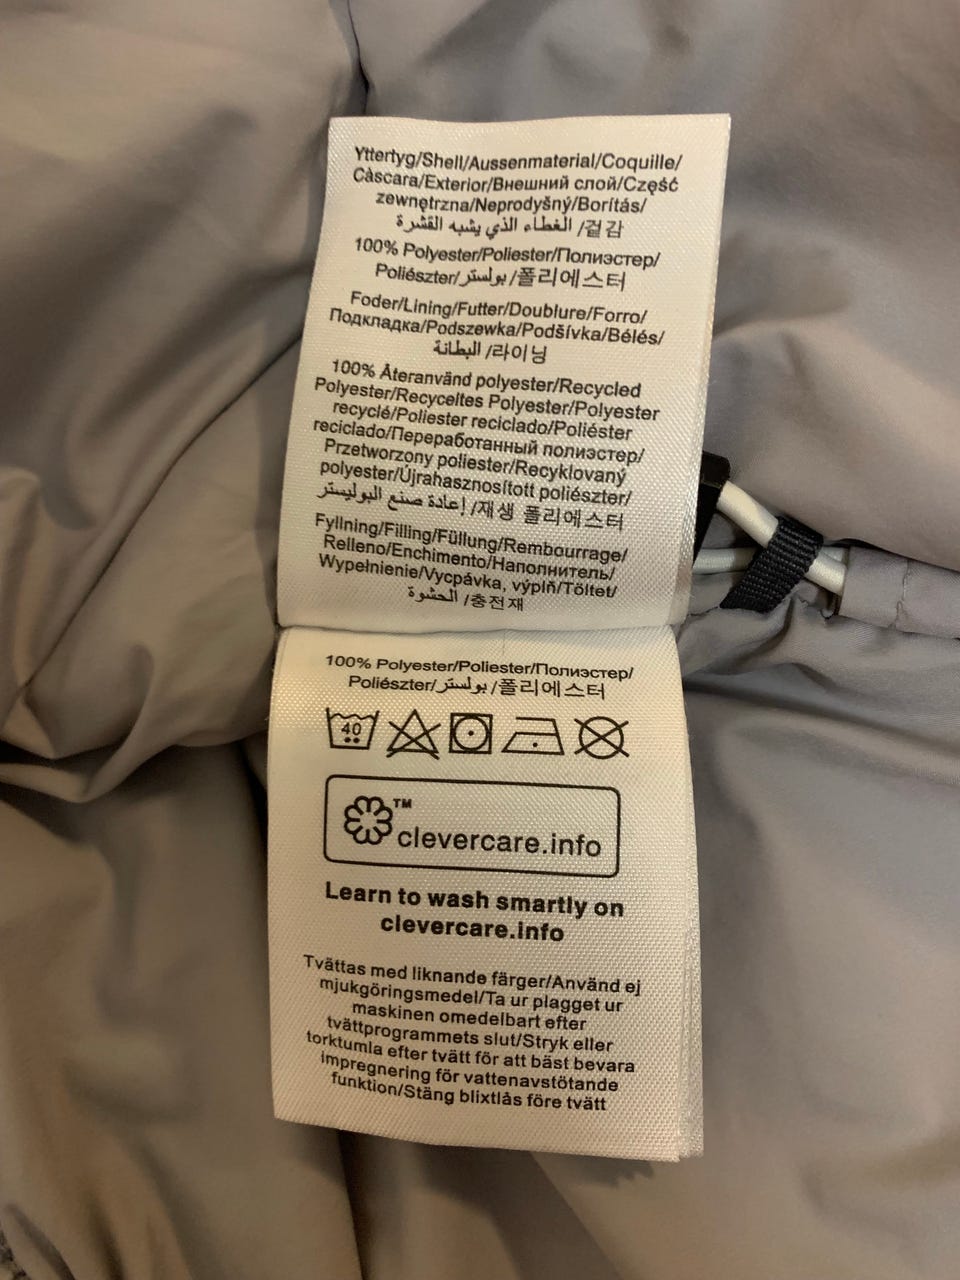 Yttertyg/Shell/Aussenmaterial/Coquille/
Càscara/Exterior/Внешний слой/Część
zewnętrzna/Neprodyšný/Borítás/
الغطاء الذي يشبه القشرة /겉감
100% Polyester/Poliester/Полиэстер/
Poliészter/بولستر /폴리에스터
Foder/Lining/Futter/Doublure/Forro/
Подкладка/Podszewka/Podšívka/Bélés/
البطانة /라이닝
100% Återanvänd polyester/Recycled
Polyester/Recyceltes Polyester/Polyester
recyclé/Poliester reciclado/Poliéster
reciclado/Переработанный полиэстер/
Przetworzony poliester/Recyklovaný
polyester/Újrahasznosított poliészter/
إعادة صنع البوليستر /재생 폴리에스터
Fyllning/Filling/Füllung/Rembourrage/
Relleno/Enchimento/Наполнитель/
Wypełnienie/Vycpávka, výplň/Töltet/
الحشوة /충전재
100% Polyester/Poliester/Полиэстер/
Poliészter/بولستر /폴리에스터
40
TM
clevercare.info
Learn to wash smartly on
clevercare.info
Tvättas med liknande färger/Använd ej
mjukgöringsmedel/Ta ur plagget ur
maskinen omedelbart efter
tvättprogrammets slut/Stryk eller
torktumla efter tvätt för att bäst bevara
impregnering för vattenavstötande
funktion/Stäng blixtlås före tvätt